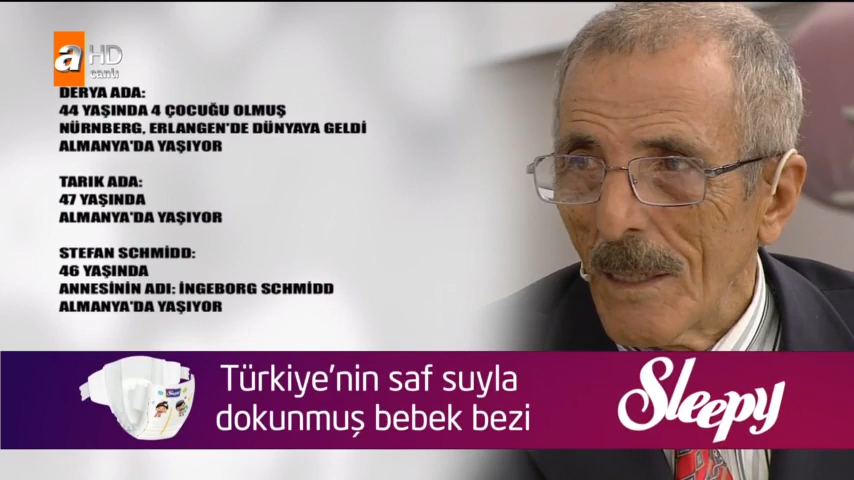 a HD
canlı
DERYA ADA:
44 YAŞINDA 4 ÇOCUĞU OLMUŞ
NÜRNBERG, ERLANGEN'DE DÜNYAYA GELDİ
ALMANYA'DA YAŞIYOR
TARIK ADA:
47 YAŞINDA
ALMANYA'DA YAŞIYOR
STEFAN SCHMİDD:
46 YAŞINDA
ANNESİNİN ADI: İNGEBORG SCHMİDD
ALMANYA'DA YAŞIYOR
Türkiye'nin saf suyla
dokunmuş bebek bezi
Sleepy
Sleepy